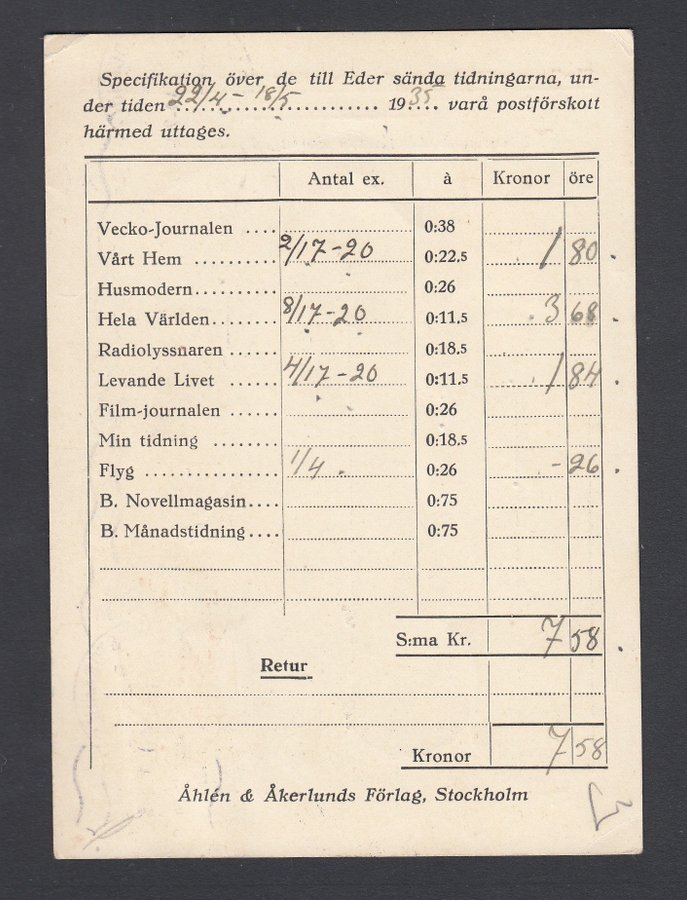 Specifikation över de till Eder sända tidningarna, un-
der tiden 22/4 - 18/5 1935 varå postförskott
härmed uttages.
Antal ex. à Kronor öre
Vecko-Journalen .... 0:38
Vårt Hem .......... 2/17-20 0:22.5 1 80
Husmodern.......... 0:26
Hela Världen........ 8/17-20 0:11.5 3 68
Radiolyssnaren ...... 0:18.5
Levande Livet ...... 4/17-20 0:11.5 1 84
Film-journalen ...... 0:26
Min tidning ........ 0:18.5
Flyg ................ 1/4 0:26 - 26
B. Novellmagasin.... 0:75
B. Månadstidning.... 0:75
S:ma Kr. 7 58
Retur
Kronor 7 58
Åhlén & Åkerlunds Förlag, Stockholm